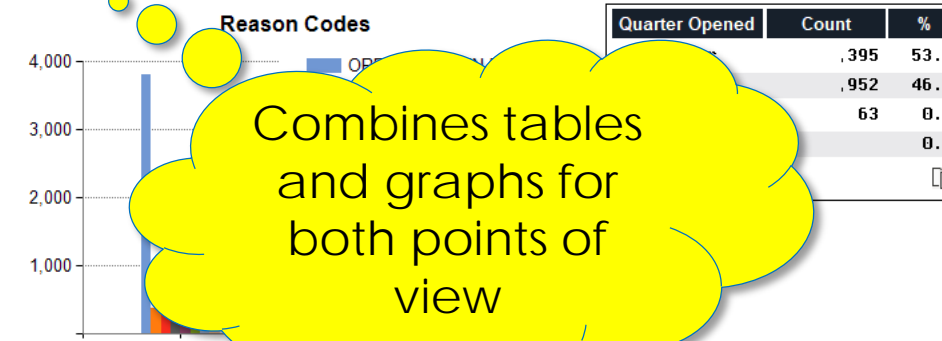 Reason Codes
4,000
3,000
2,000
1,000
Combines tables
and graphs for
both points of
view
Quarter Opened Count %
,395 53.
,952 46.
63 0.
0.